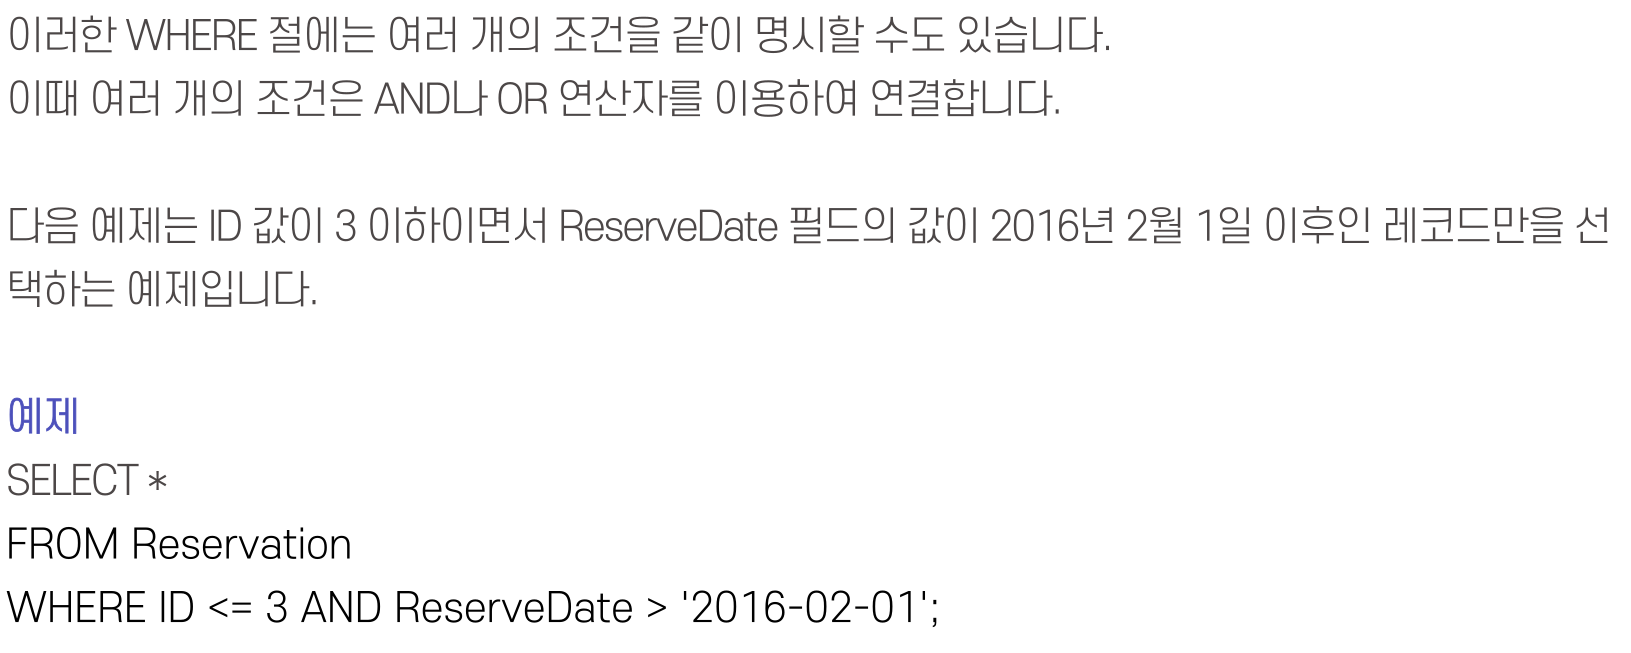 이러한 WHERE 절에는 여러 개의 조건을 같이 명시할 수도 있습니다.
이때 여러 개의 조건은 AND나 OR 연산자를 이용하여 연결합니다.
다음 예제는 ID 값이 3 이하이면서 ReserveDate 필드의 값이 2016년 2월 1일 이후인 레코드만을 선
택하는 예제입니다.
예제
SELECT *
FROM Reservation
WHERE ID <= 3 AND ReserveDate > '2016-02-01';